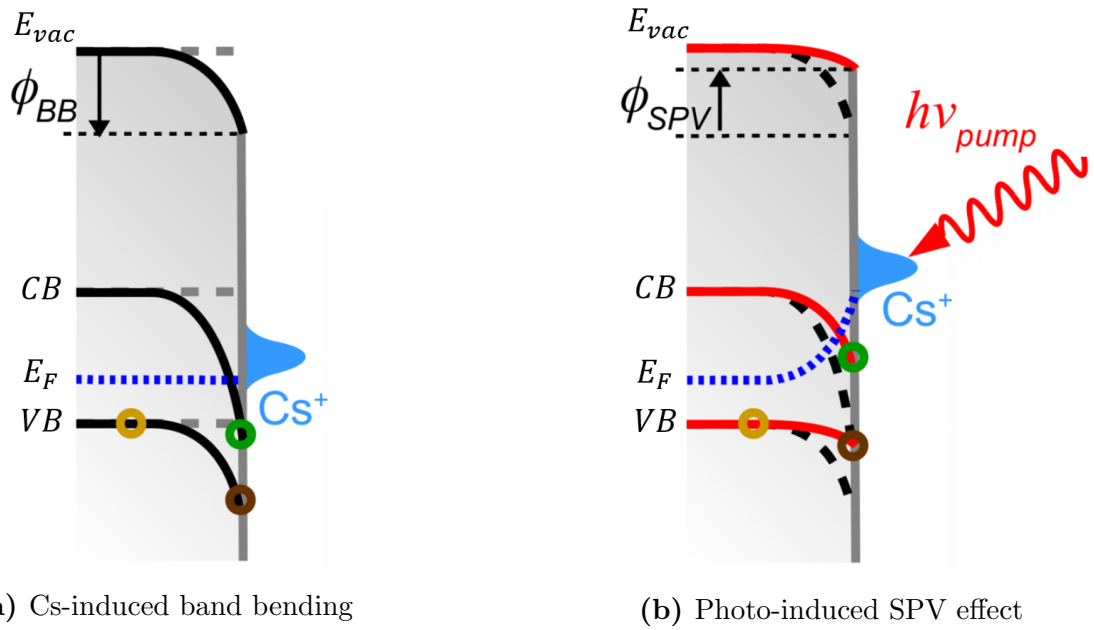 E_vac
ϕ_BB
CB
E_F
VB
Cs⁺
) Cs-induced band bending
E_vac
ϕ_SPV
hν_pump
CB
Cs⁺
E_F
VB
(b) Photo-induced SPV effect